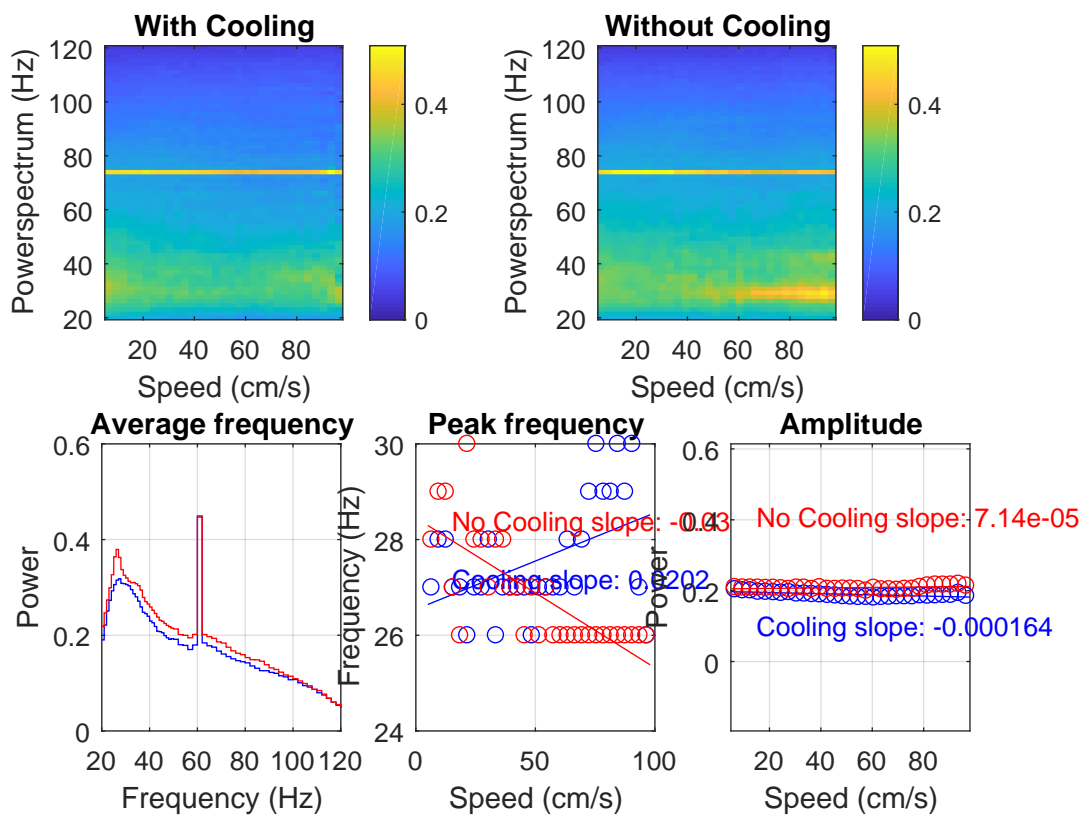 With Cooling
Without Cooling
Powerspectrum (Hz)
120
100
80
60
40
20
20 40 60 80
Speed (cm/s)
0.4
0.2
0
Powerspectrum (Hz)
120
100
80
60
40
20
20 40 60 80
Speed (cm/s)
0.4
0.2
0
Average frequency
Power
0.6
0.4
0.2
0
20 40 60 80 100 120
Frequency (Hz)
Peak frequency
Frequency (Hz)
30
28
26
24
No Cooling slope: -0.03
Cooling slope: 0.0202
0 50 100
Speed (cm/s)
Amplitude
Power
0.6
0.4
0.2
0
No Cooling slope: 7.14e-05
Cooling slope: -0.000164
20 40 60 80
Speed (cm/s)